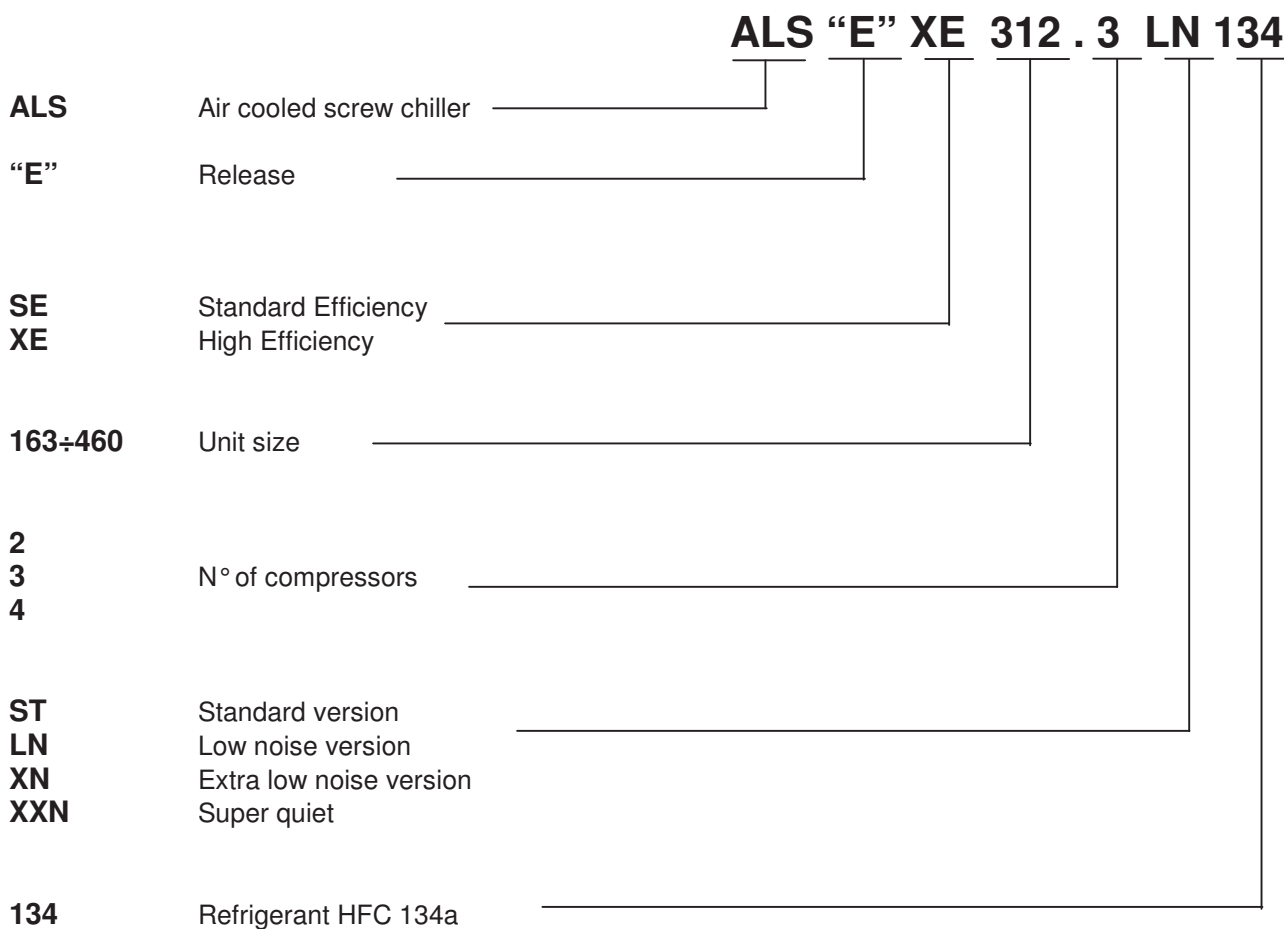 ALS “E” XE 312 . 3 LN 134
ALS Air cooled screw chiller
“E” Release
SE Standard Efficiency
XE High Efficiency
163÷460 Unit size
2
3 N° of compressors
4
ST Standard version
LN Low noise version
XN Extra low noise version
XXN Super quiet
134 Refrigerant HFC 134a